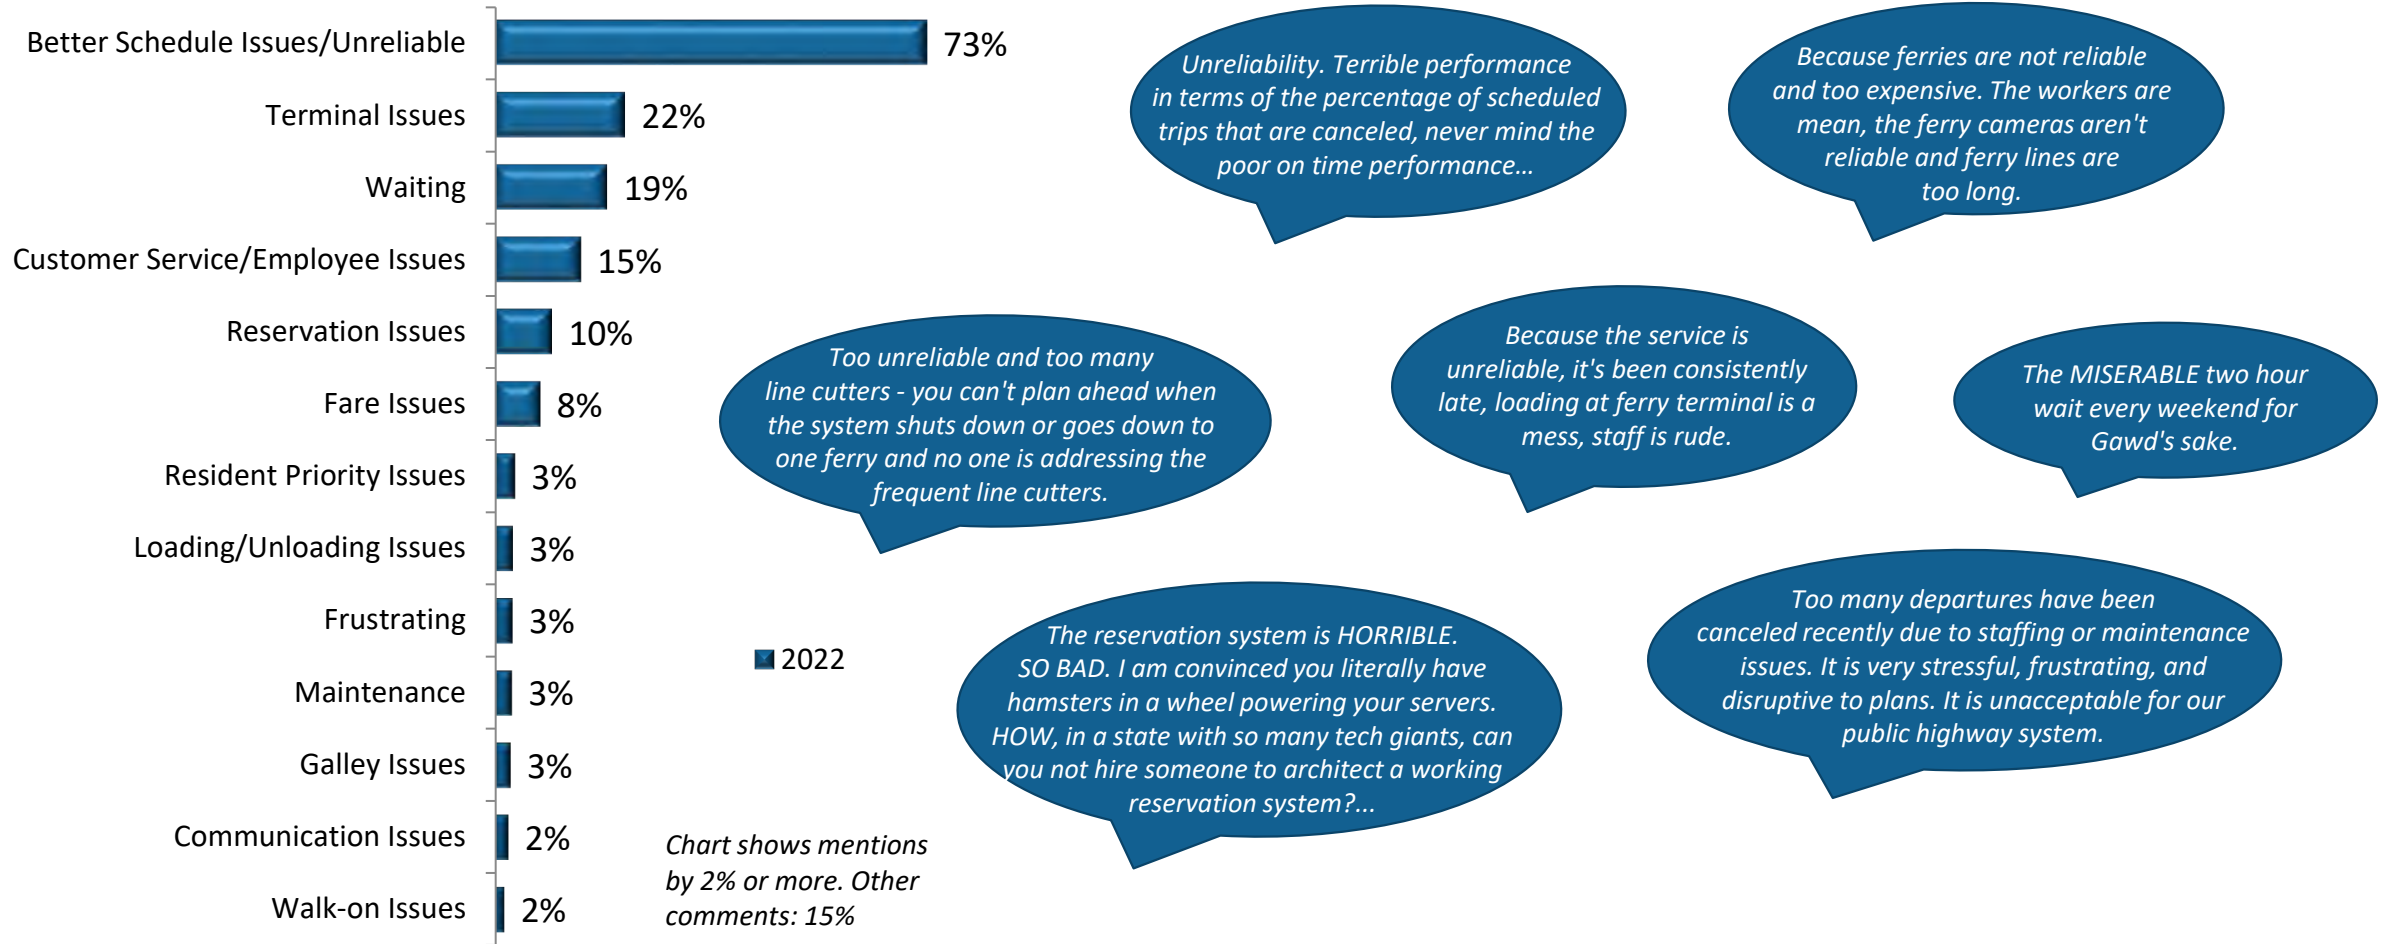 Better Schedule Issues/Unreliable 73%
Terminal Issues 22%
Waiting 19%
Customer Service/Employee Issues 15%
Reservation Issues 10%
Fare Issues 8%
Resident Priority Issues 3%
Loading/Unloading Issues 3%
Frustrating 3%
Maintenance 3%
Galley Issues 3%
Communication Issues 2%
Walk-on Issues 2%
2022
Chart shows mentions
by 2% or more. Other
comments: 15%
Unreliability. Terrible performance
in terms of the percentage of scheduled
trips that are canceled, never mind the
poor on time performance...
Because ferries are not reliable
and too expensive. The workers are
mean, the ferry cameras aren't
reliable and ferry lines are
too long.
Too unreliable and too many
line cutters - you can't plan ahead when
the system shuts down or goes down to
one ferry and no one is addressing the
frequent line cutters.
Because the service is
unreliable, it's been consistently
late, loading at ferry terminal is a
mess, staff is rude.
The MISERABLE two hour
wait every weekend for
Gawd's sake.
The reservation system is HORRIBLE.
SO BAD. I am convinced you literally have
hamsters in a wheel powering your servers.
HOW, in a state with so many tech giants, can
you not hire someone to architect a working
reservation system?...
Too many departures have been
canceled recently due to staffing or maintenance
issues. It is very stressful, frustrating, and
disruptive to plans. It is unacceptable for our
public highway system.